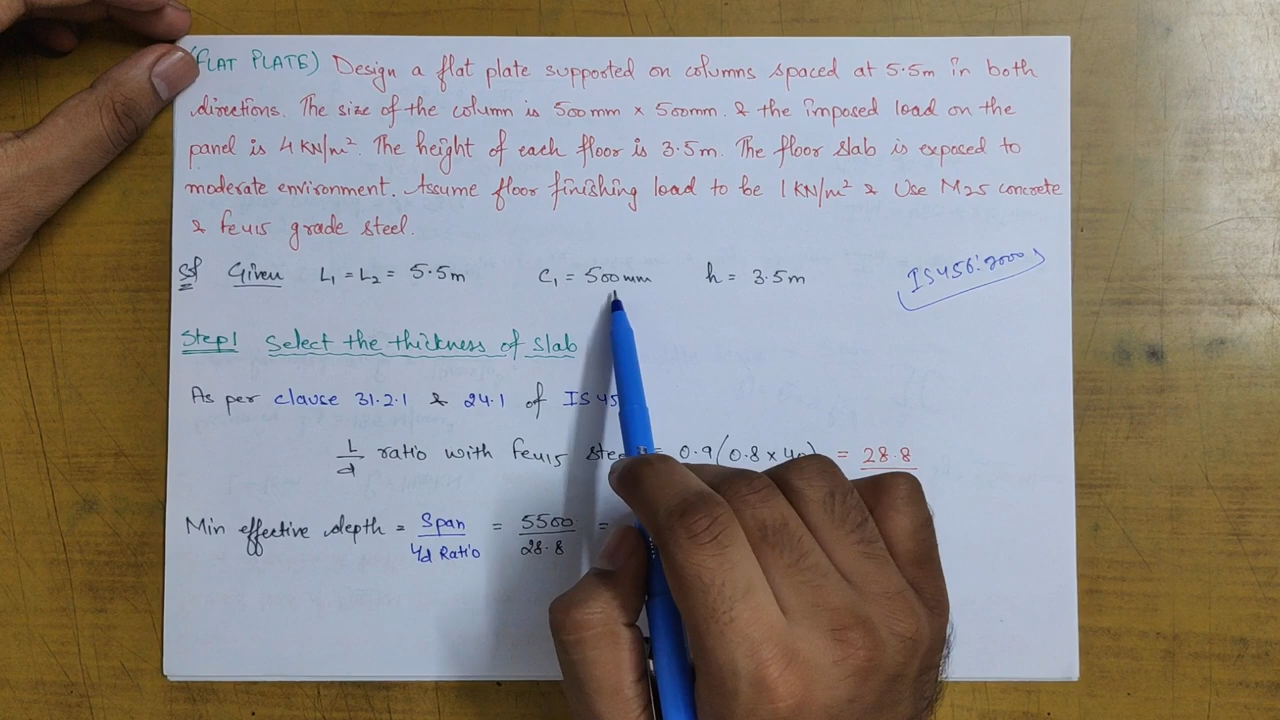 (FLAT PLATE) Design a flat plate supported on columns spaced at 5.5m in both
directions. The size of the column is 500mm x 500mm. & the imposed load on the
panel is 4 KN/m². The height of each floor is 3.5m. The floor slab is exposed to
moderate environment. Assume floor finishing load to be 1 KN/m² & Use M25 concrete
& Fe415 grade steel.
Sol Given L₁ = L₂ = 5.5m C₁ = 500mm h = 3.5m IS456:2000
Step1 Select the thickness of slab
As per clause 31.2.1 & 24.1 of IS 45
L/d ratio with Fe415 = 0.9(0.8 x 40) = 28.8
Min effective depth = Span / L/d Ratio = 5500 / 28.8 =